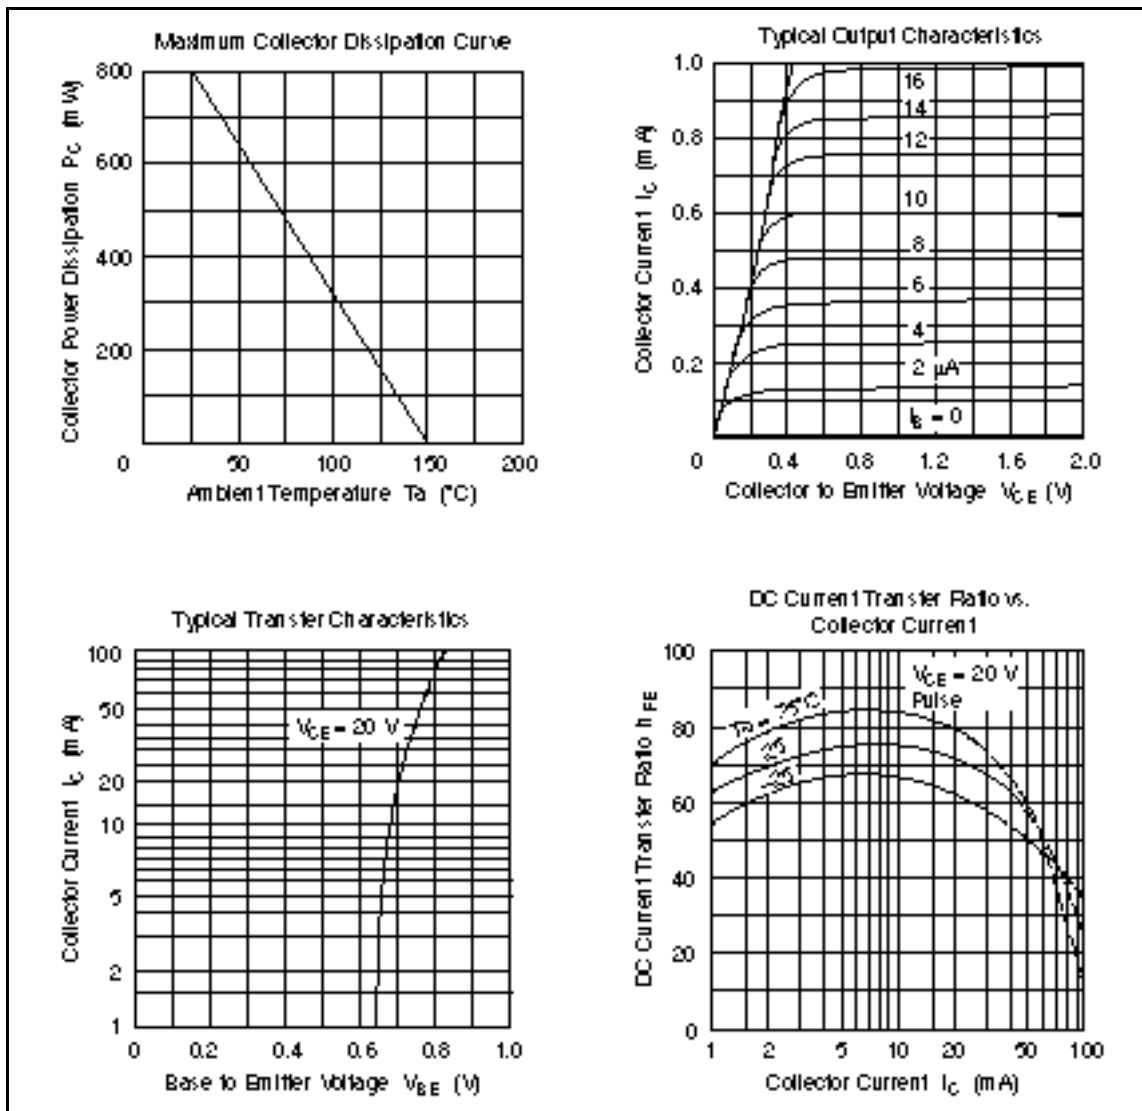 Maximum Collector Dissipation Curve
800
600
400
200
0
50
100
150
200
Collector Power Dissipation Pc (mW)
Ambient Temperature Ta (°C)
Typical Output Characteristics
1.0
0.8
0.6
0.4
0.2
0
0.4
0.8
1.2
1.6
2.0
16
14
12
10
8
6
4
2 µA
IB = 0
Collector Current IC (mA)
Collector to Emitter Voltage VCE (V)
Typical Transfer Characteristics
100
50
20
10
5
2
1
0
0.2
0.4
0.6
0.8
1.0
VCE = 20 V
Collector Current IC (mA)
Base to Emitter Voltage VBE (V)
DC Current Transfer Ratio vs.
Collector Current
100
80
60
40
20
0
1
2
5
10
20
50
100
VCE = 20 V
Pulse
Ta = 75°C
DC Current Transfer Ratio hFE
Collector Current IC (mA)